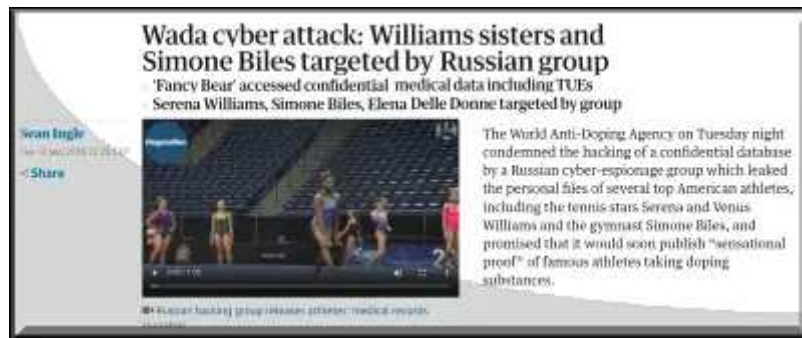 Wada cyber attack: Williams sisters and
Simone Biles targeted by Russian group
'Fancy Bear' accessed confidential medical data including TUEs
Serena Williams, Simone Biles, Elena Delle Donne targeted by group
Sean Ingle
Share
The World Anti-Doping Agency on Tuesday night
condemned the hacking of a confidential database
by a Russian cyber-espionage group which leaked
the personal files of several top American athletes,
including the tennis stars Serena and Venus
Williams and the gymnast Simone Biles, and
promised that it would soon publish "sensational
proof" of famous athletes taking doping
substances.
Russian hacking group releases athletes' medical records